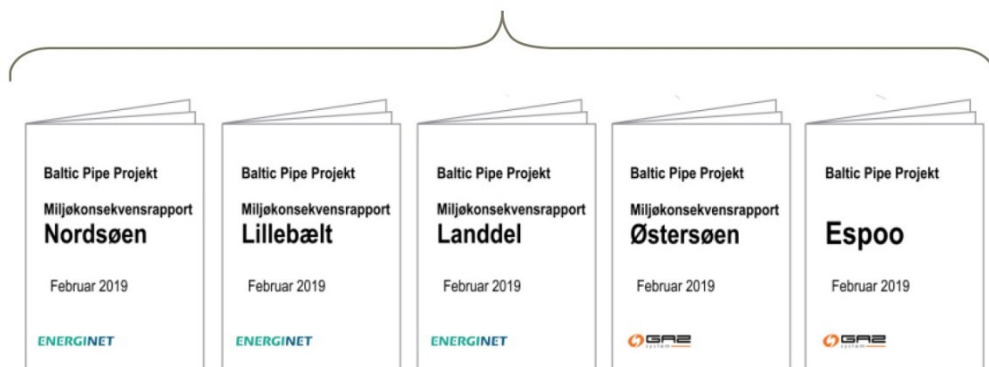 Baltic Pipe Projekt
Miljøkonsekvensrapport
Nordsøen
Februar 2019
ENERGINET
Baltic Pipe Projekt
Miljøkonsekvensrapport
Lillebælt
Februar 2019
ENERGINET
Baltic Pipe Projekt
Miljøkonsekvensrapport
Landdel
Februar 2019
ENERGINET
Baltic Pipe Projekt
Miljøkonsekvensrapport
Østersøen
Februar 2019
GAZ
system
Baltic Pipe Projekt
Espoo
Februar 2019
GAZ
system